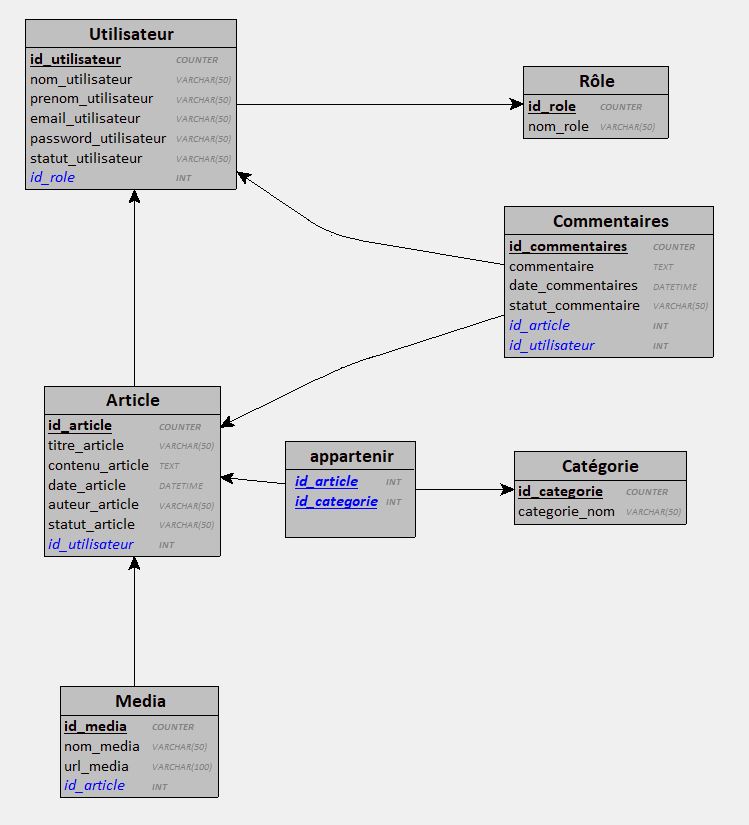 Utilisateur
id_utilisateur COUNTER
nom_utilisateur VARCHAR(50)
prenom_utilisateur VARCHAR(50)
email_utilisateur VARCHAR(50)
password_utilisateur VARCHAR(50)
statut_utilisateur VARCHAR(50)
id_role INT
Rôle
id_role COUNTER
nom_role VARCHAR(50)
Commentaires
id_commentaires COUNTER
commentaire TEXT
date_commentaires DATETIME
statut_commentaire VARCHAR(50)
id_article INT
id_utilisateur INT
Article
id_article COUNTER
titre_article VARCHAR(50)
contenu_article TEXT
date_article DATETIME
auteur_article VARCHAR(50)
statut_article VARCHAR(50)
id_utilisateur INT
appartenir
id_article INT
id_categorie INT
Catégorie
id_categorie COUNTER
categorie_nom VARCHAR(50)
Media
id_media COUNTER
nom_media VARCHAR(50)
url_media VARCHAR(100)
id_article INT